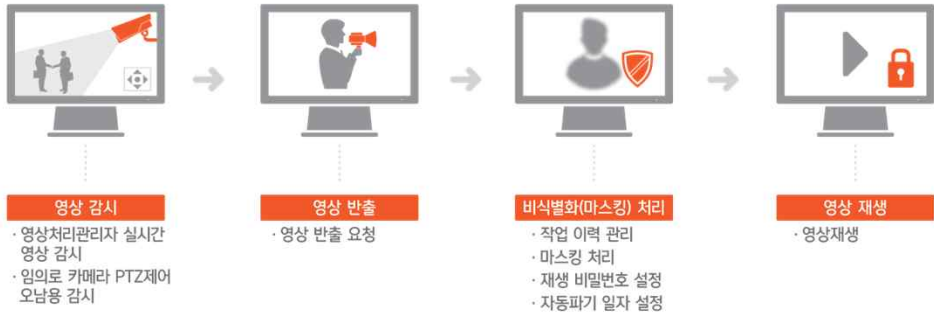 영상 감시
· 영상처리관리자 실시간
영상 감시
· 임의로 카메라 PTZ제어
오남용 감시
영상 반출
· 영상 반출 요청
비식별화(마스킹) 처리
· 작업 이력 관리
· 마스킹 처리
· 재생 비밀번호 설정
· 자동파기 일자 설정
영상 재생
· 영상재생